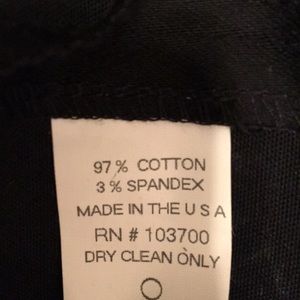 97% COTTON
3% SPANDEX
MADE IN THE U S A
RN # 103700
DRY CLEAN ONLY